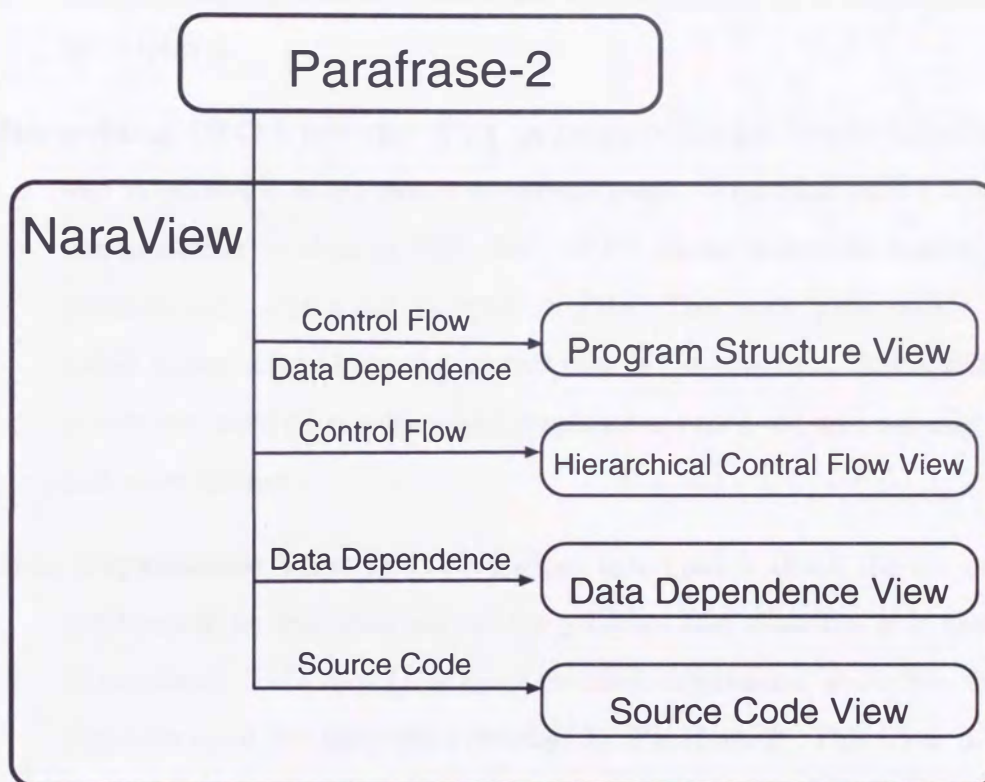 Parafrase-2
NaraView
Control Flow
Data Dependence
Program Structure View
Control Flow
Hierarchical Contral Flow View
Data Dependence
Data Dependence View
Source Code
Source Code View